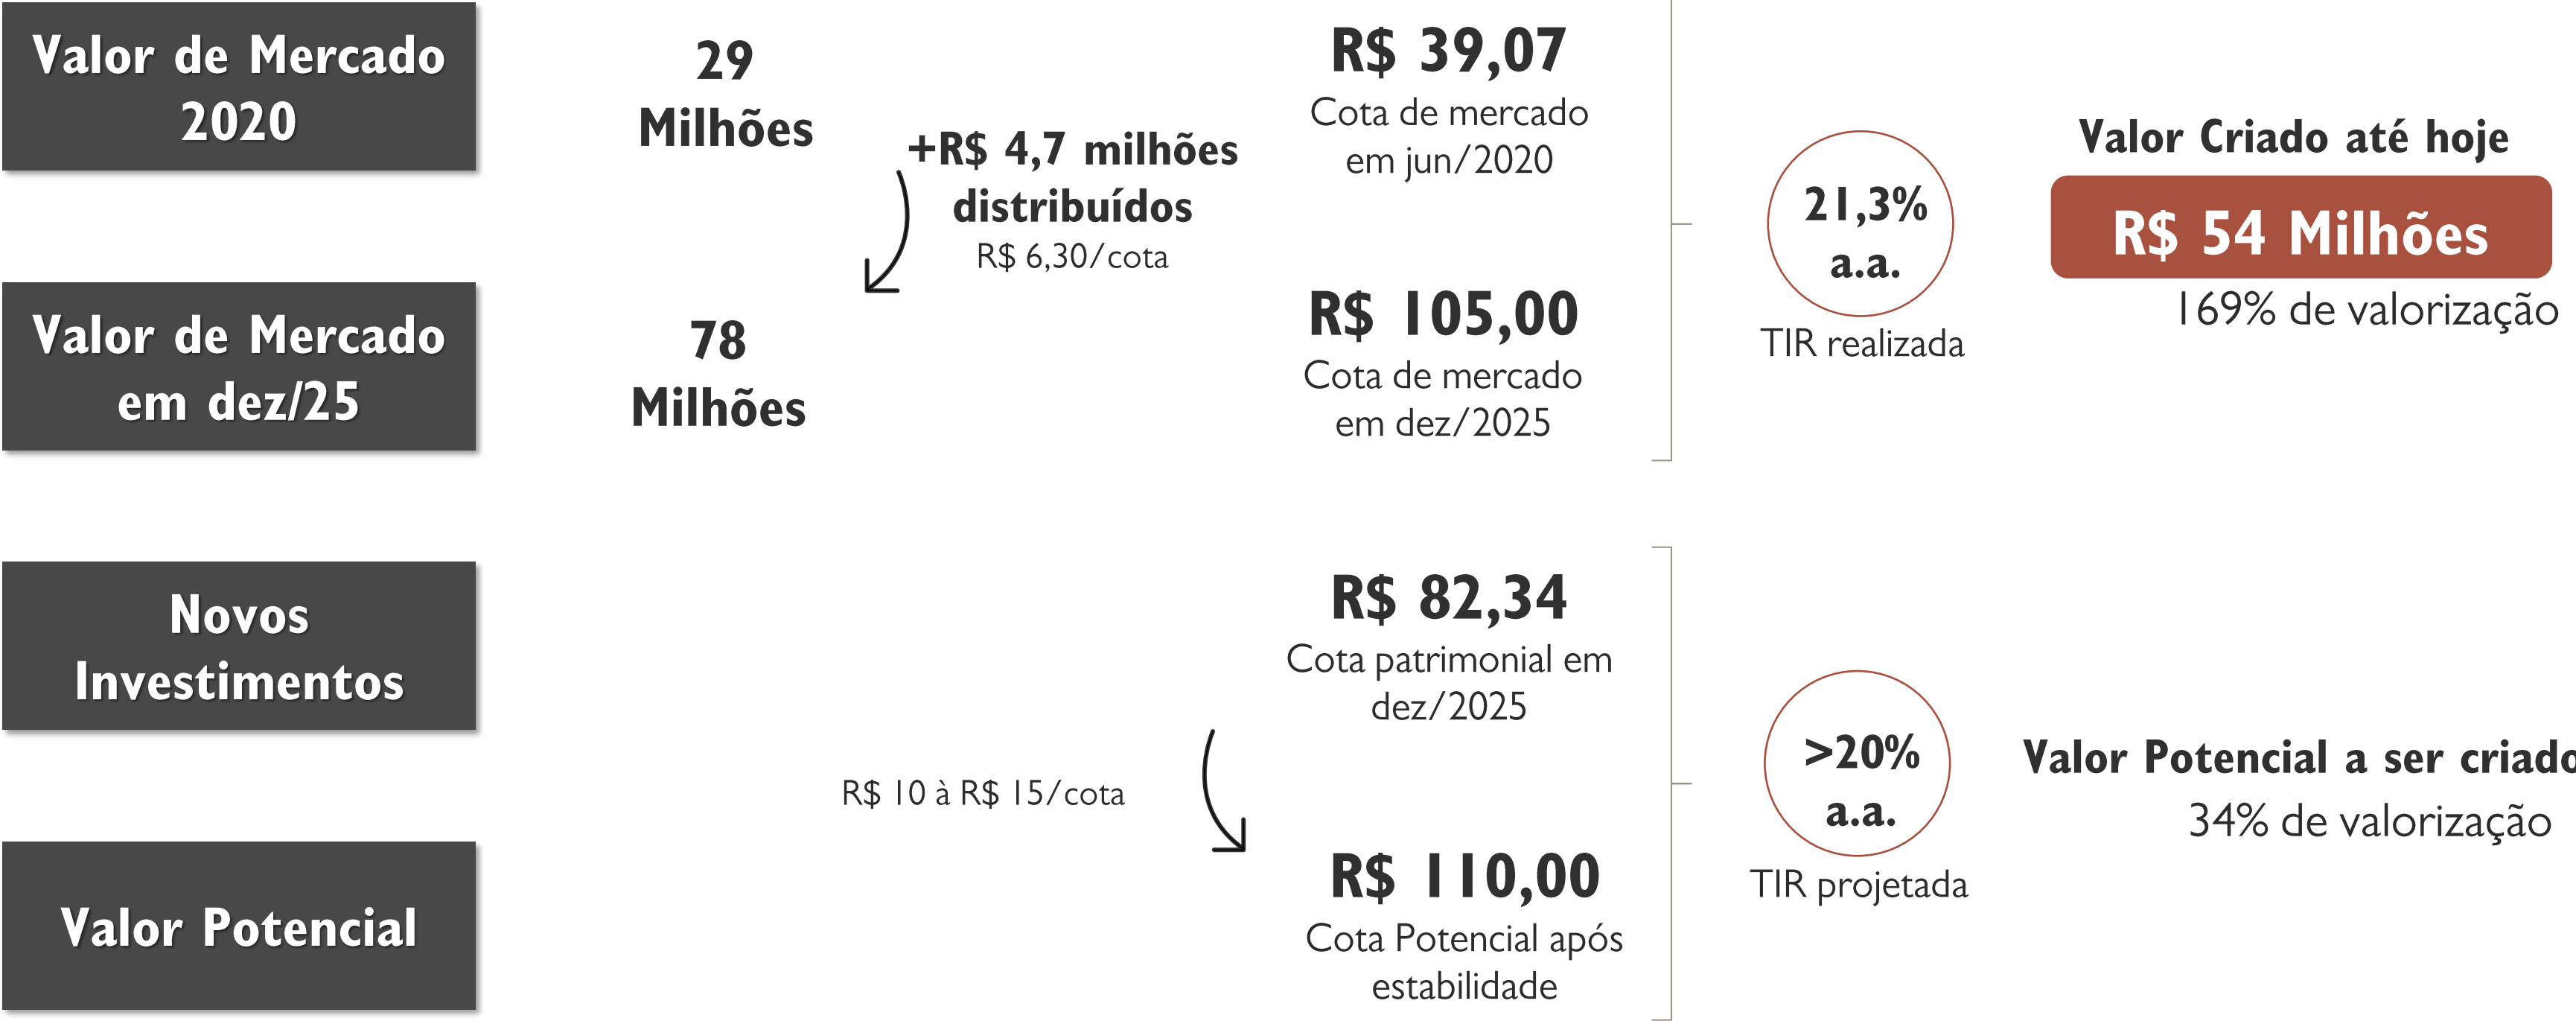 Valor de Mercado
2020
29
Milhões
+R$ 4,7 milhões
distribuídos
R$ 6,30/cota
R$ 39,07
Cota de mercado
em jun/2020
21,3%
a.a.
TIR realizada
Valor Criado até hoje
R$ 54 Milhões
169% de valorização
Valor de Mercado
em dez/25
78
Milhões
R$ 105,00
Cota de mercado
em dez/2025
Novos
Investimentos
R$ 82,34
Cota patrimonial em
dez/2025
R$ 10 à R$ 15/cota
>20%
a.a.
TIR projetada
Valor Potencial a ser criado
34% de valorização
Valor Potencial
R$ 110,00
Cota Potencial após
estabilidade